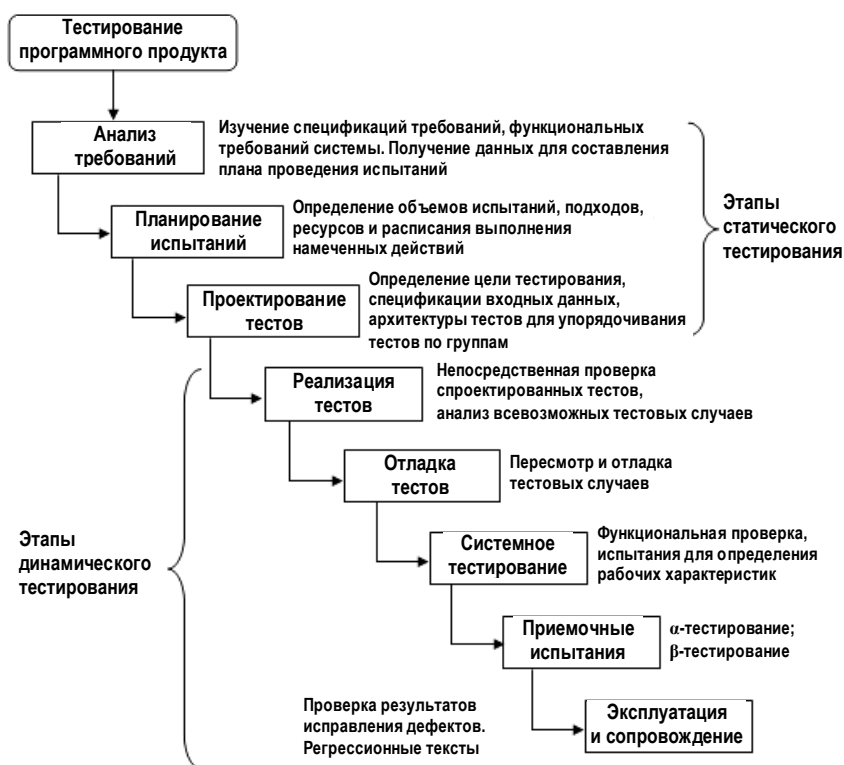 Тестирование
программного продукта
Анализ
требований
Изучение спецификаций требований, функциональных
требований системы. Получение данных для составления
плана проведения испытаний
Планирование
испытаний
Определение объемов испытаний, подходов,
ресурсов и расписания выполнения
намеченных действий
Этапы
статического
тестирования
Проектирование
тестов
Определение цели тестирования,
спецификации входных данных,
архитектуры тестов для упорядочивания
тестов по группам
Реализация
тестов
Непосредственная проверка
спроектированных тестов,
анализ всевозможных тестовых случаев
Отладка
тестов
Пересмотр и отладка
тестовых случаев
Этапы
динамического
тестирования
Системное
тестирование
Функциональная проверка,
испытания для определения
рабочих характеристик
Приемочные
испытания
α-тестирование;
β-тестирование
Проверка результатов
исправления дефектов.
Регрессионные тексты
Эксплуатация
и сопровождение